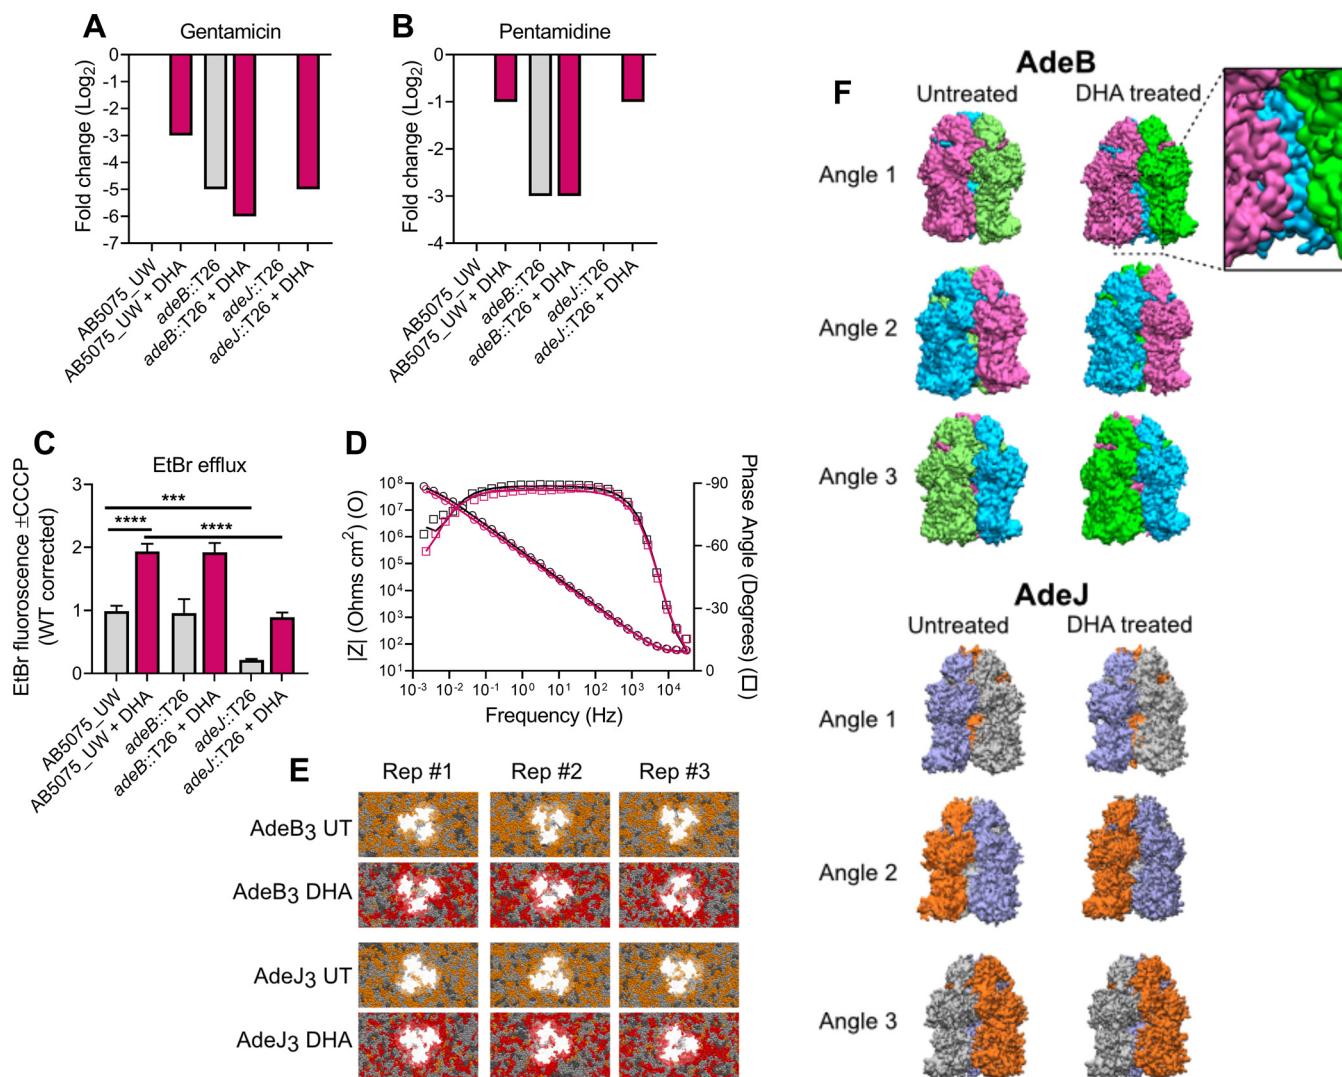 A
Gentamicin
Fold change (Log2)
0
-1
-2
-3
-4
-5
-6
-7
AB5075_UW
AB5075_UW + DHA
adeB::T26
adeB::T26 + DHA
adeJ::T26
adeJ::T26 + DHA
B
Pentamidine
Fold change (Log2)
0
-1
-2
-3
-4
AB5075_UW
AB5075_UW + DHA
adeB::T26
adeB::T26 + DHA
adeJ::T26
adeJ::T26 + DHA
C
EtBr efflux
EtBr fluoroscence ±CCCP
(WT corrected)
3
2
1
0
***
****
****
AB5075_UW
AB5075_UW + DHA
adeB::T26
adeB::T26 + DHA
adeJ::T26
adeJ::T26 + DHA
D
|Z| (Ohms cm2) (O)
10^8
10^7
10^6
10^5
10^4
10^3
10^2
10^1
10^-3
10^-2
10^-1
10^0
10^1
10^2
10^3
10^4
Frequency (Hz)
-90
-60
-30
0
Phase Angle (Degrees) (□)
E
Rep #1
Rep #2
Rep #3
AdeB3 UT
AdeB3 DHA
AdeJ3 UT
AdeJ3 DHA
F
AdeB
Untreated
DHA treated
Angle 1
Angle 2
Angle 3
AdeJ
Untreated
DHA treated
Angle 1
Angle 2
Angle 3